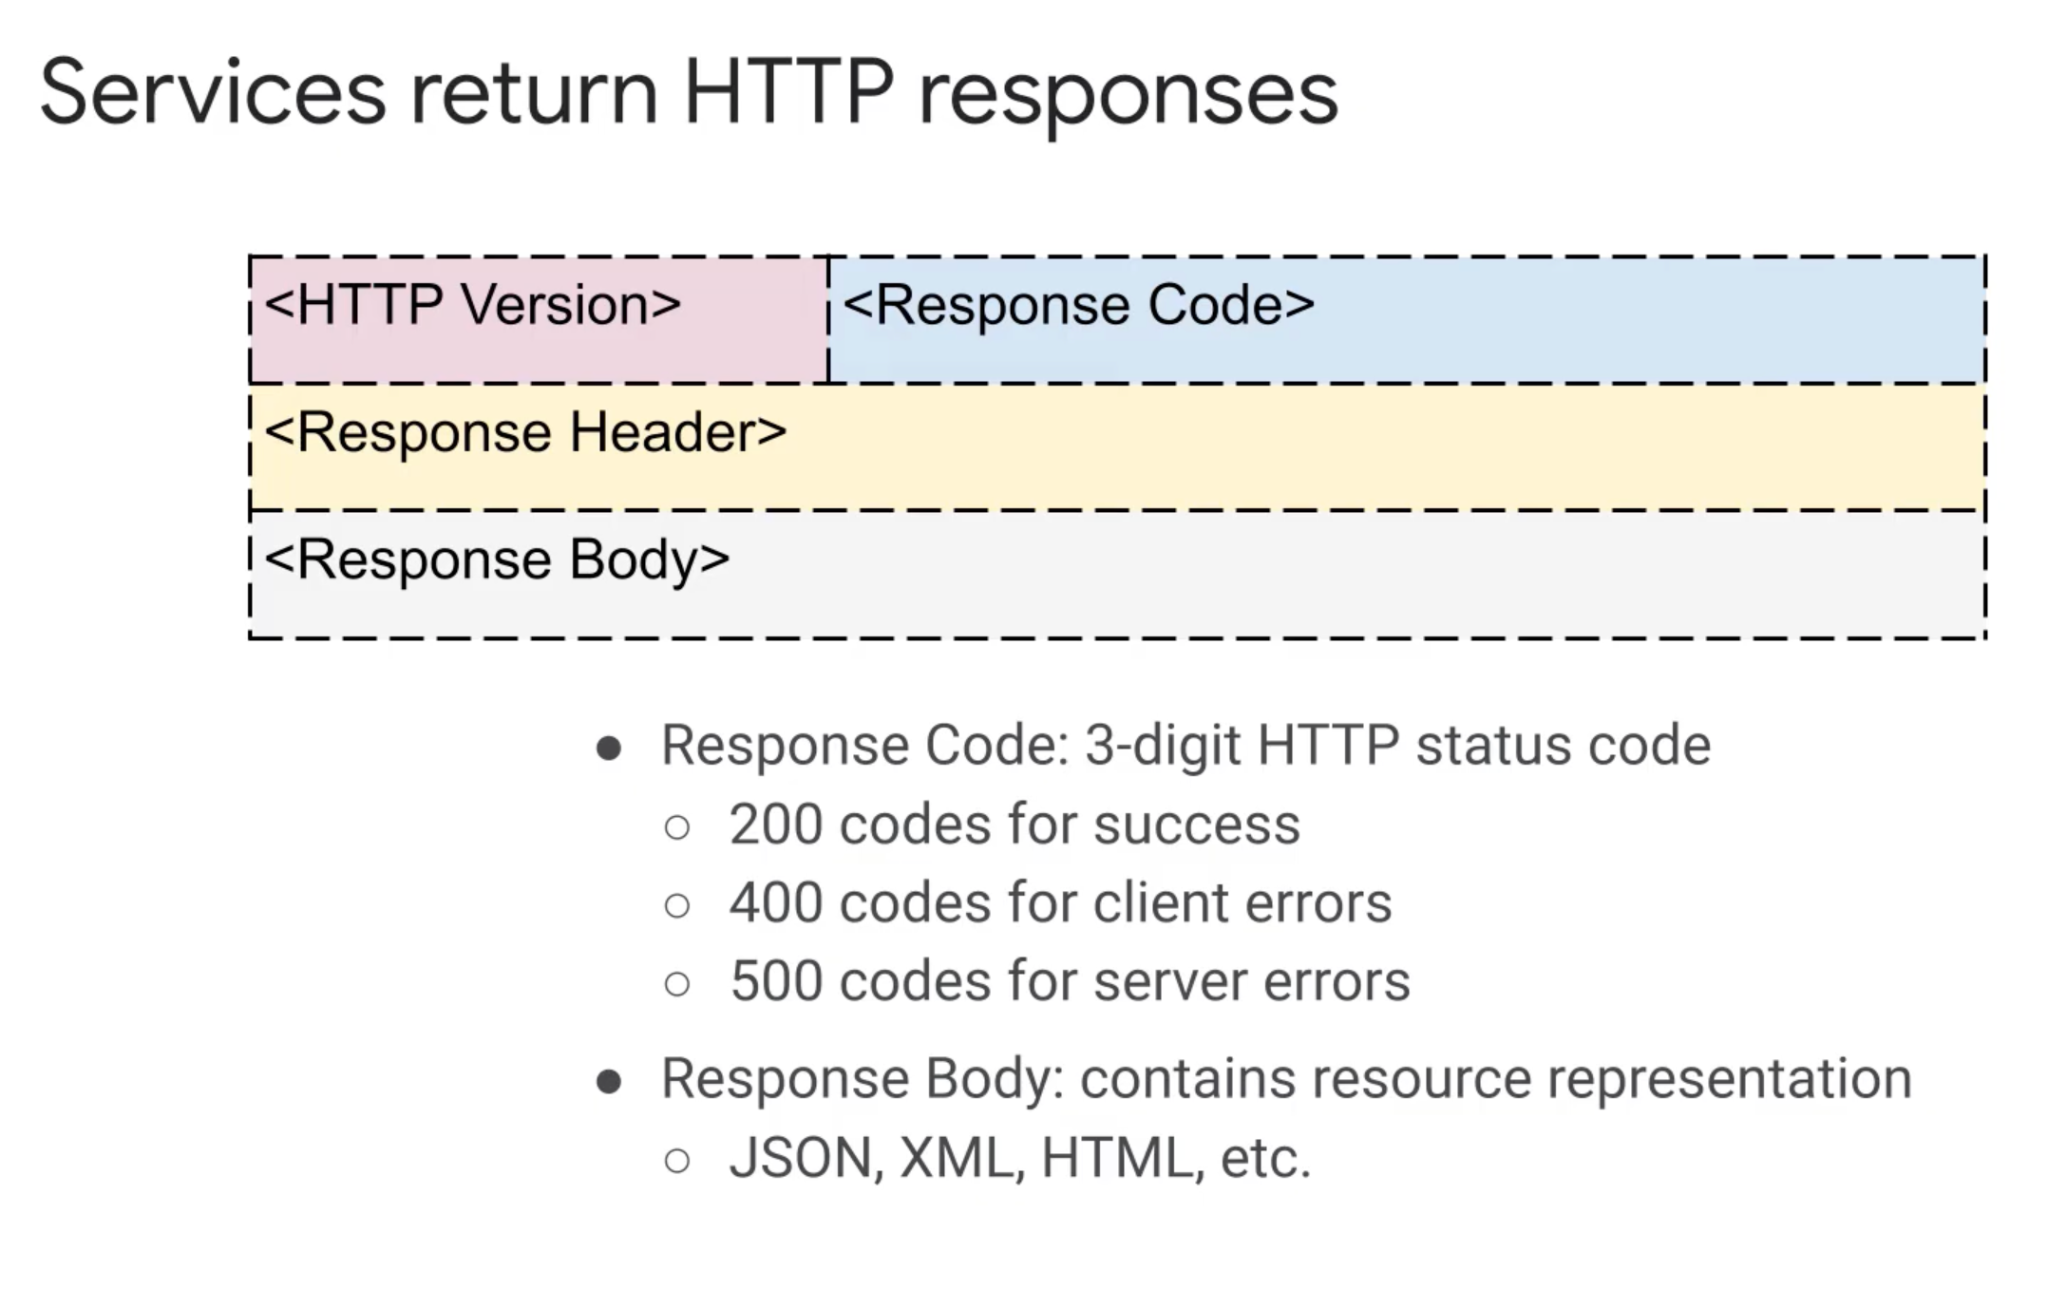 Services return HTTP responses
<HTTP Version> <Response Code>
<Response Header>
<Response Body>
● Response Code: 3-digit HTTP status code
○ 200 codes for success
○ 400 codes for client errors
○ 500 codes for server errors
● Response Body: contains resource representation
○ JSON, XML, HTML, etc.